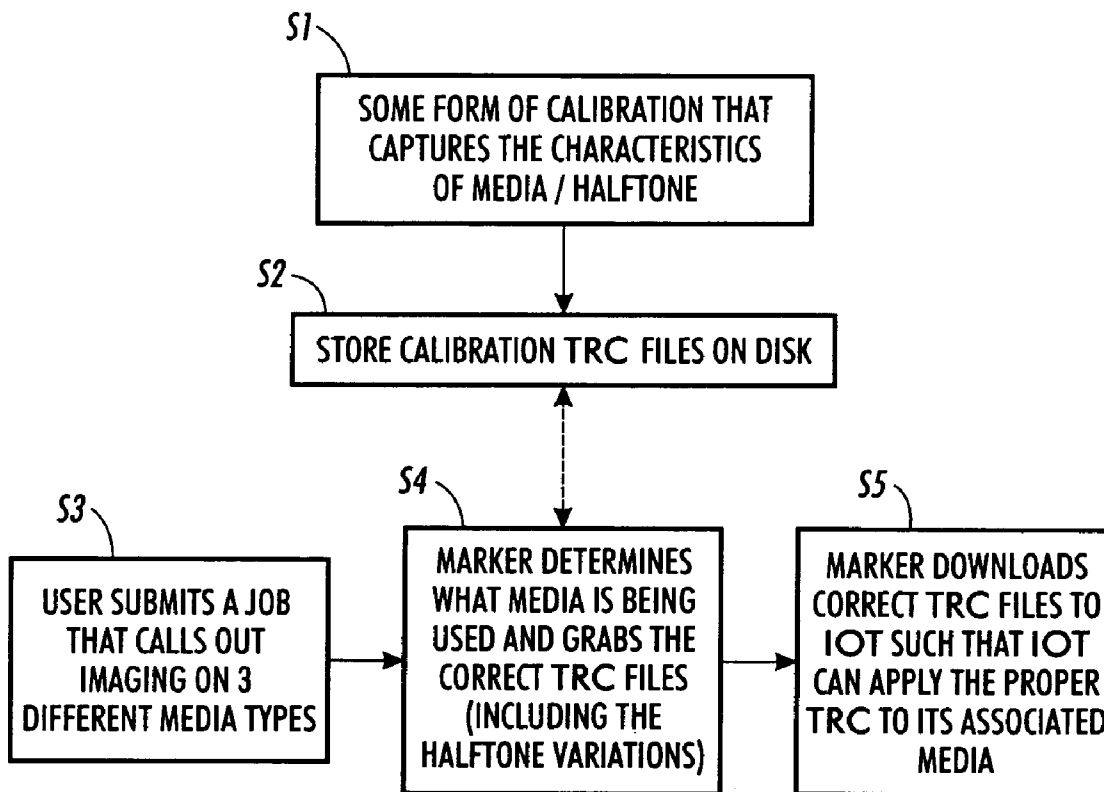 S1
SOME FORM OF CALIBRATION THAT
CAPTURES THE CHARACTERISTICS
OF MEDIA / HALFTONE
S2
STORE CALIBRATION TRC FILES ON DISK
S3
USER SUBMITS A JOB
THAT CALLS OUT
IMAGING ON 3
DIFFERENT MEDIA TYPES
S4
MARKER DETERMINES
WHAT MEDIA IS BEING
USED AND GRABS THE
CORRECT TRC FILES
(INCLUDING THE
HALFTONE VARIATIONS)
S5
MARKER DOWNLOADS
CORRECT TRC FILES TO
IOT SUCH THAT IOT
CAN APPLY THE PROPER
TRC TO ITS ASSOCIATED
MEDIA